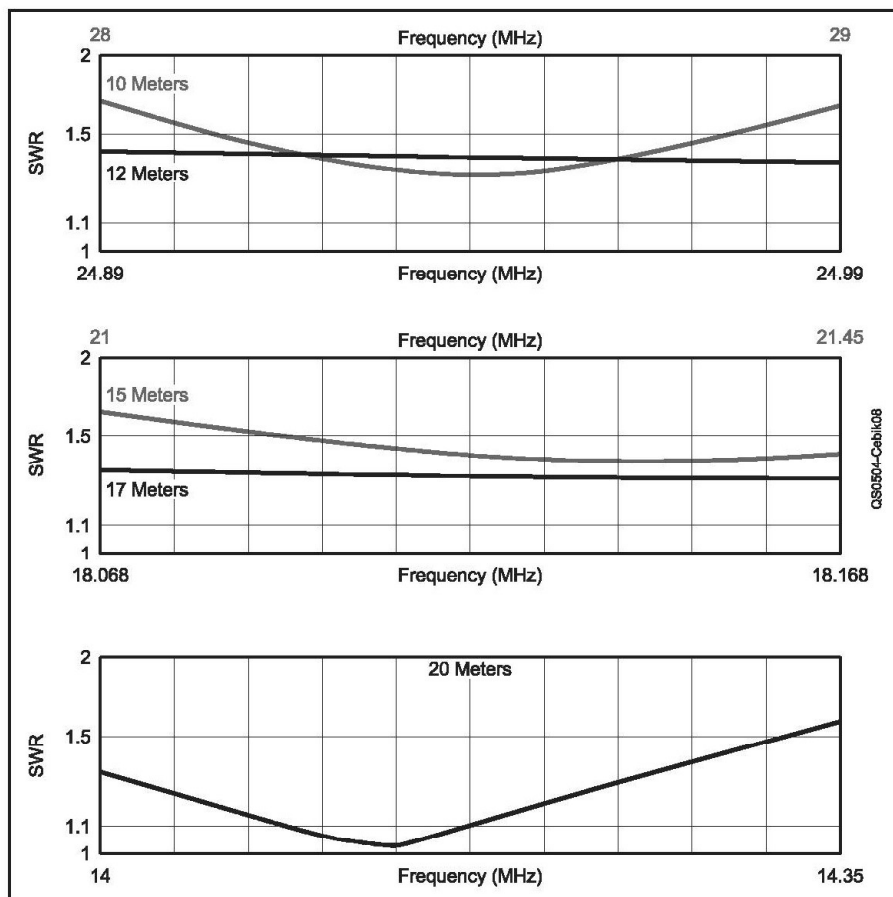 28 Frequency (MHz) 29
2
10 Meters
1.5
SWR
12 Meters
1.1
1
24.89 Frequency (MHz) 24.99
21 Frequency (MHz) 21.45
2
15 Meters
1.5
SWR
17 Meters
1.1
1
18.068 Frequency (MHz) 18.168
QS0504-Cebik08
2
20 Meters
1.5
SWR
1.1
1
14 Frequency (MHz) 14.35